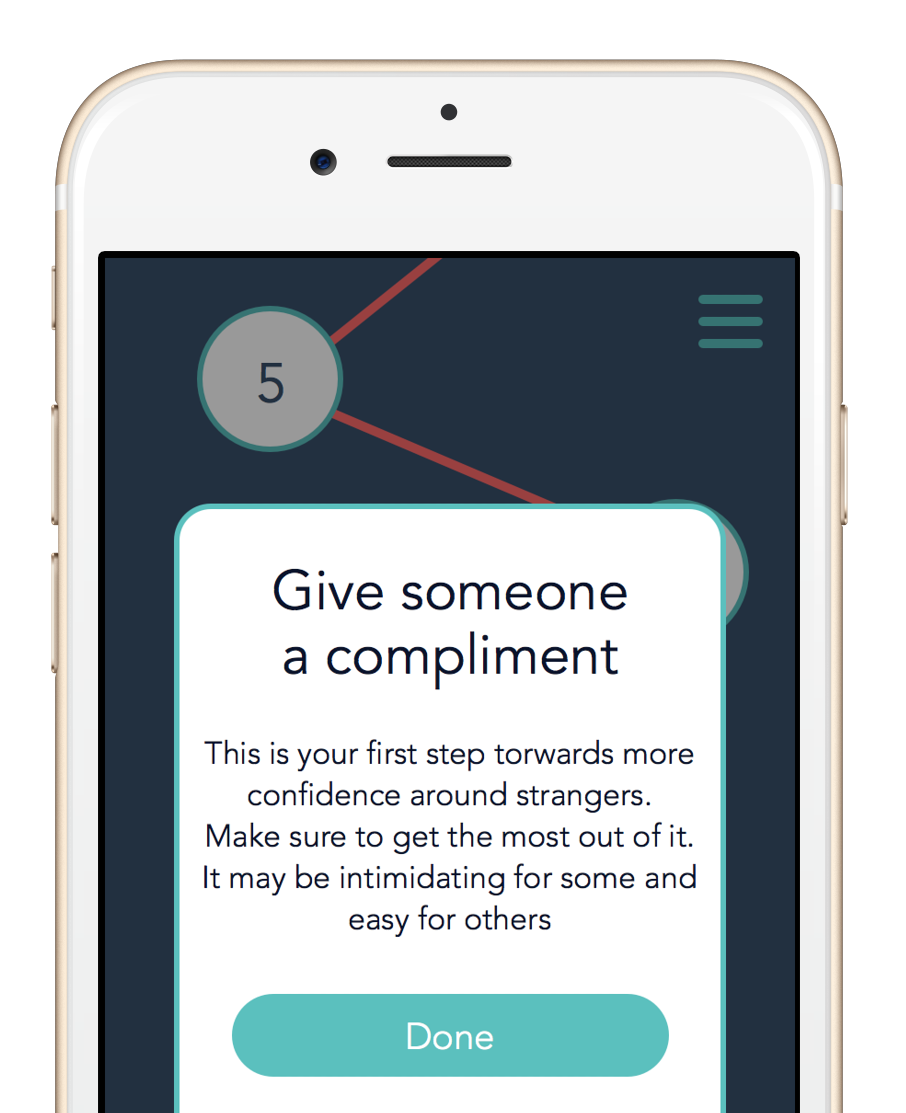 5
Give someone
a compliment
This is your first step torwards more
confidence around strangers.
Make sure to get the most out of it.
It may be intimidating for some and
easy for others
Done